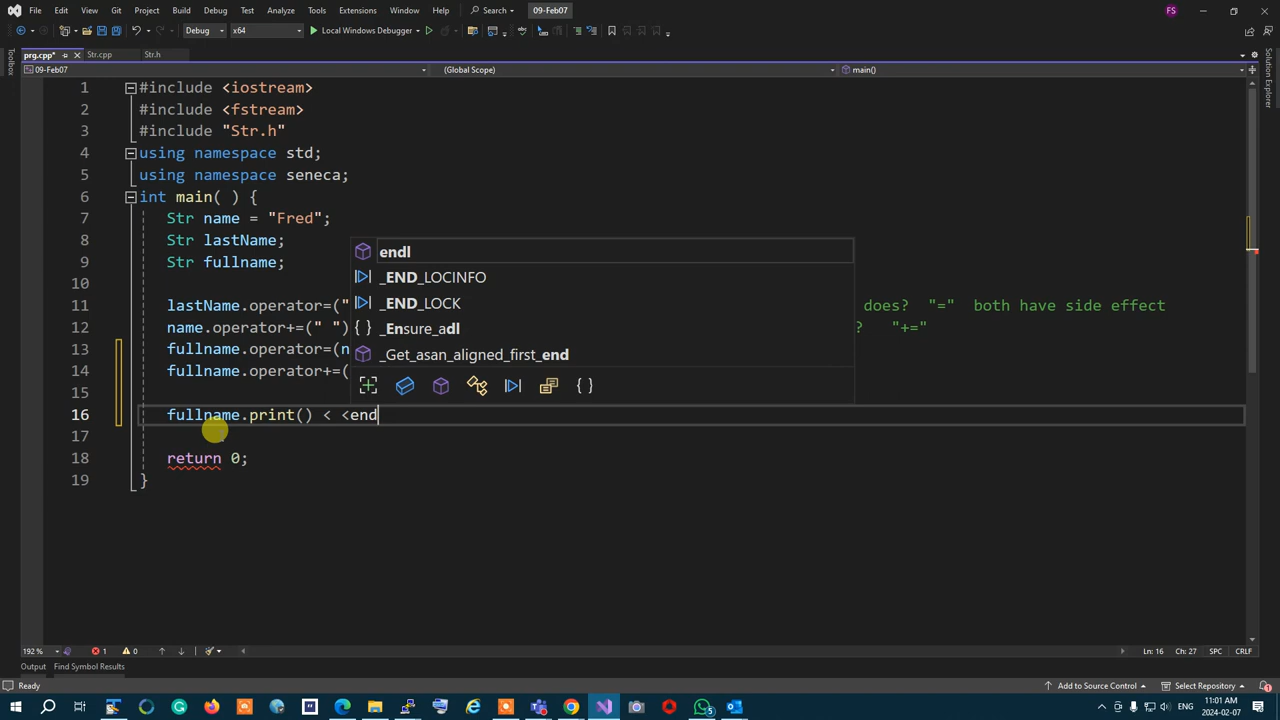 File Edit View Git Project Build Debug Test Analyze Tools Extensions Window Help Search 09-Feb07 FS
Debug x64 Local Windows Debugger
prg.cpp* Str.cpp Str.h
09-Feb07 (Global Scope) main()
Toolbox
Solution Explorer
1 #include <iostream>
2 #include <fstream>
3 #include "Str.h"
4 using namespace std;
5 using namespace seneca;
6 int main( ) {
7 Str name = "Fred";
8 Str lastName;
9 Str fullname;
10
11 lastName.operator=(" does? "=" both have side effect
12 name.operator+=(" ") ? "+="
13 fullname.operator=(n
14 fullname.operator+=(
15
16 fullname.print() < <end
17
18 return 0;
19 }
endl
_END_LOCINFO
_END_LOCK
{ } _Ensure_adl
_Get_asan_aligned_first_end
{ }
192 % 1 0 Ln: 16 Ch: 27 SPC CRLF
Output Find Symbol Results
Ready Add to Source Control Select Repository 1
5 11:01 AM
2024-02-07